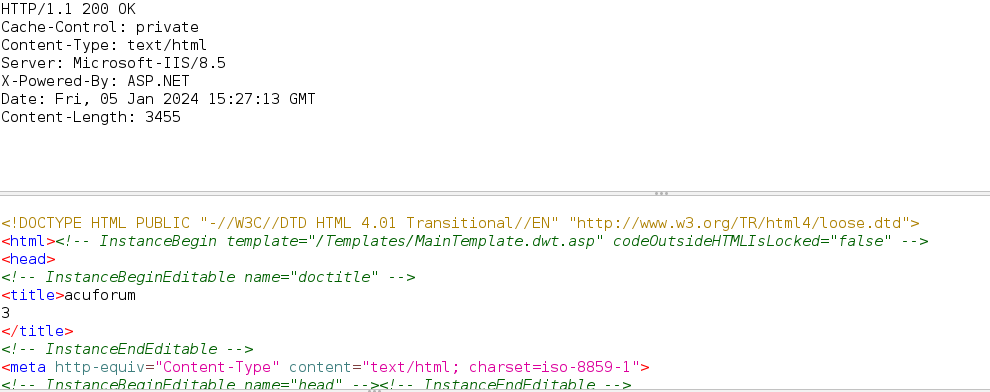 HTTP/1.1 200 OK
Cache-Control: private
Content-Type: text/html
Server: Microsoft-IIS/8.5
X-Powered-By: ASP.NET
Date: Fri, 05 Jan 2024 15:27:13 GMT
Content-Length: 3455
<!DOCTYPE HTML PUBLIC "-//W3C//DTD HTML 4.01 Transitional//EN" "http://www.w3.org/TR/html4/loose.dtd">
<html><!-- InstanceBegin template="/Templates/MainTemplate.dwt.asp" codeOutsideHTMLIsLocked="false" -->
<head>
<!-- InstanceBeginEditable name="doctitle" -->
<title>acuforum
3
</title>
<!-- InstanceEndEditable -->
<meta http-equiv="Content-Type" content="text/html; charset=iso-8859-1">
<!-- InstanceBeginEditable name="head" --><!-- InstanceEndEditable -->